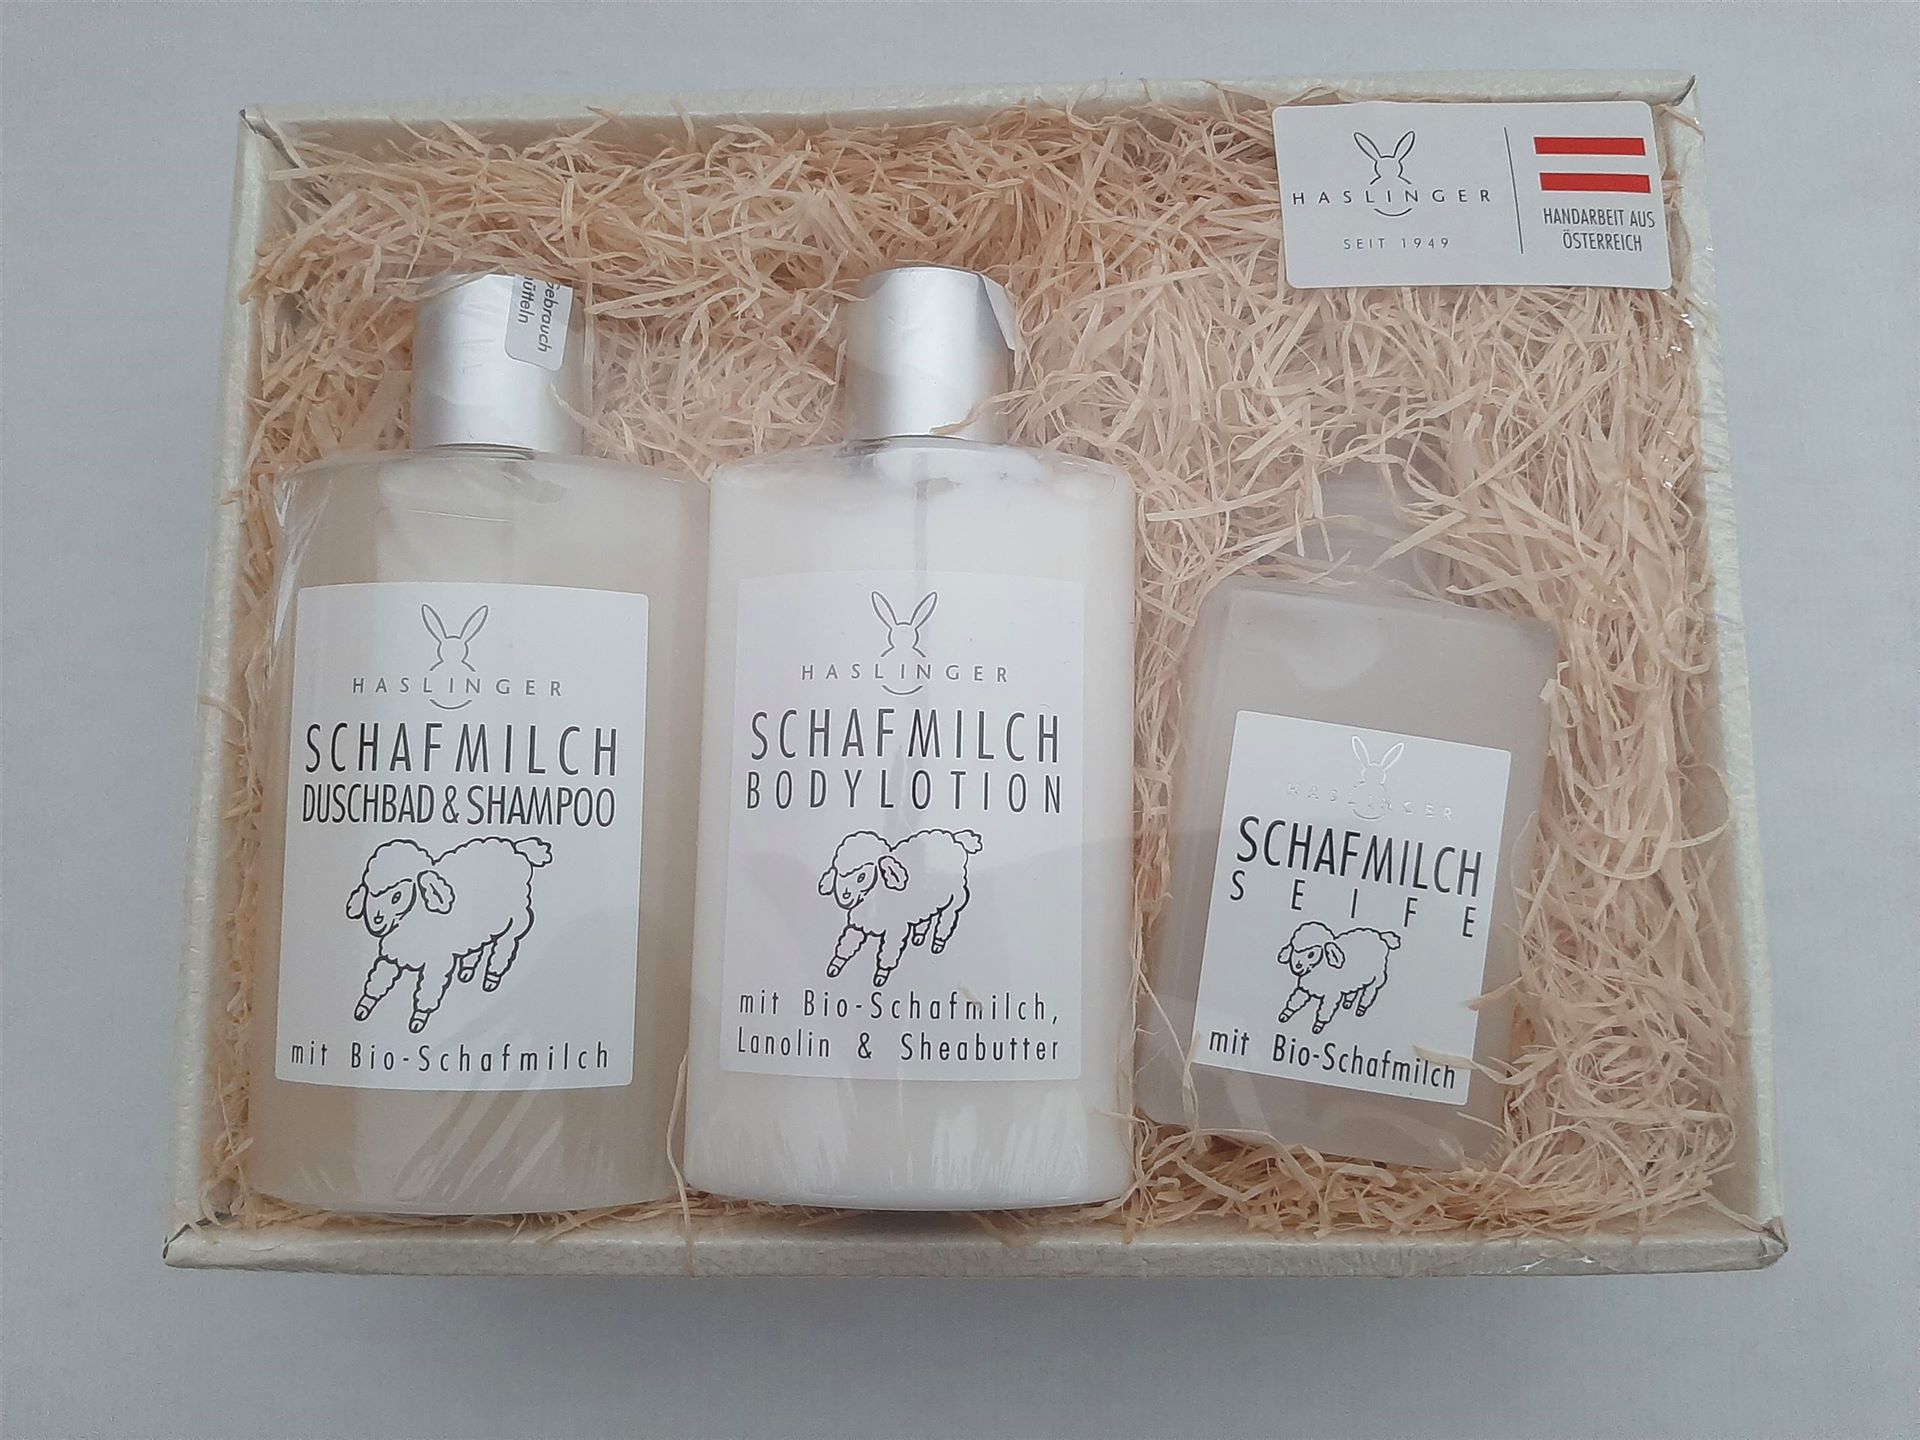 HASLINGER
SEIT 1949
HANDARBEIT AUS
ÖSTERREICH
Gebrauch
HASLINGER
SCHAFMILCH
DUSCHBAD & SHAMPOO
mit Bio-Schafmilch
HASLINGER
SCHAFMILCH
BODYLOTION
mit Bio-Schafmilch,
Lanolin & Sheabutter
HASLINGER
SCHAFMILCH
SEIFE
mit Bio-Schafmilch